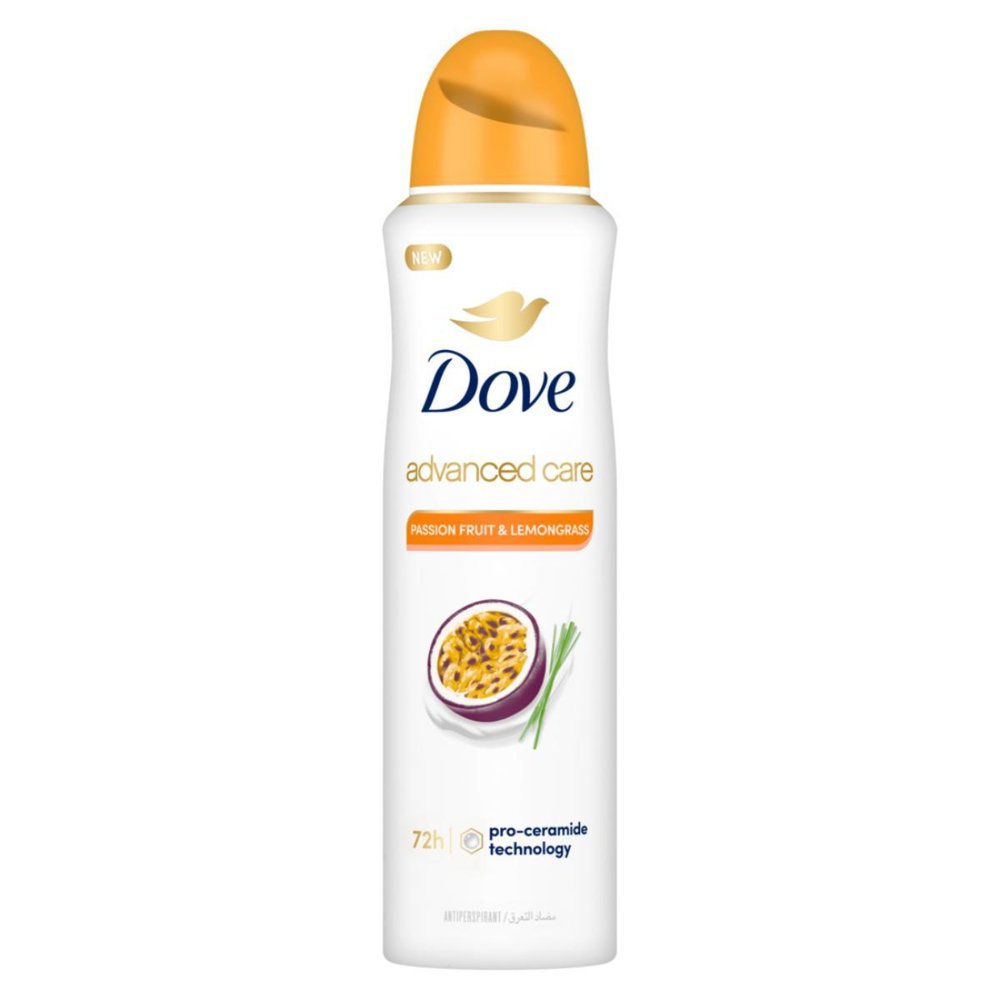 NEW
Dove
advanced care
PASSION FRUIT & LEMONGRASS
72h
pro-ceramide
technology
ANTIPERSPIRANT / مضاد التعرق